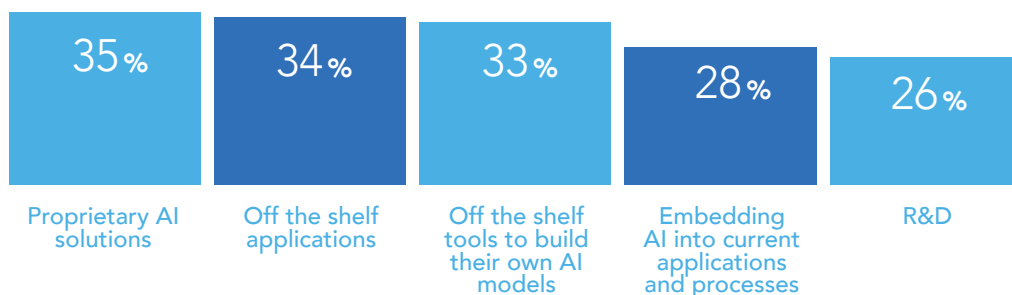 35%
34%
33%
28%
26%
Proprietary AI
solutions
Off the shelf
applications
Off the shelf
tools to build
their own AI
models
Embedding
AI into current
applications
and processes
R&D